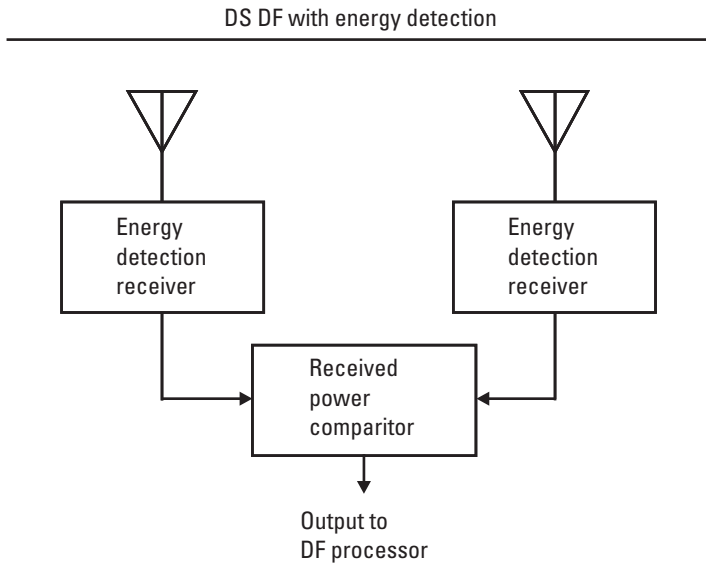 DS DF with energy detection
Energy
detection
receiver
Energy
detection
receiver
Received
power
comparitor
Output to
DF processor